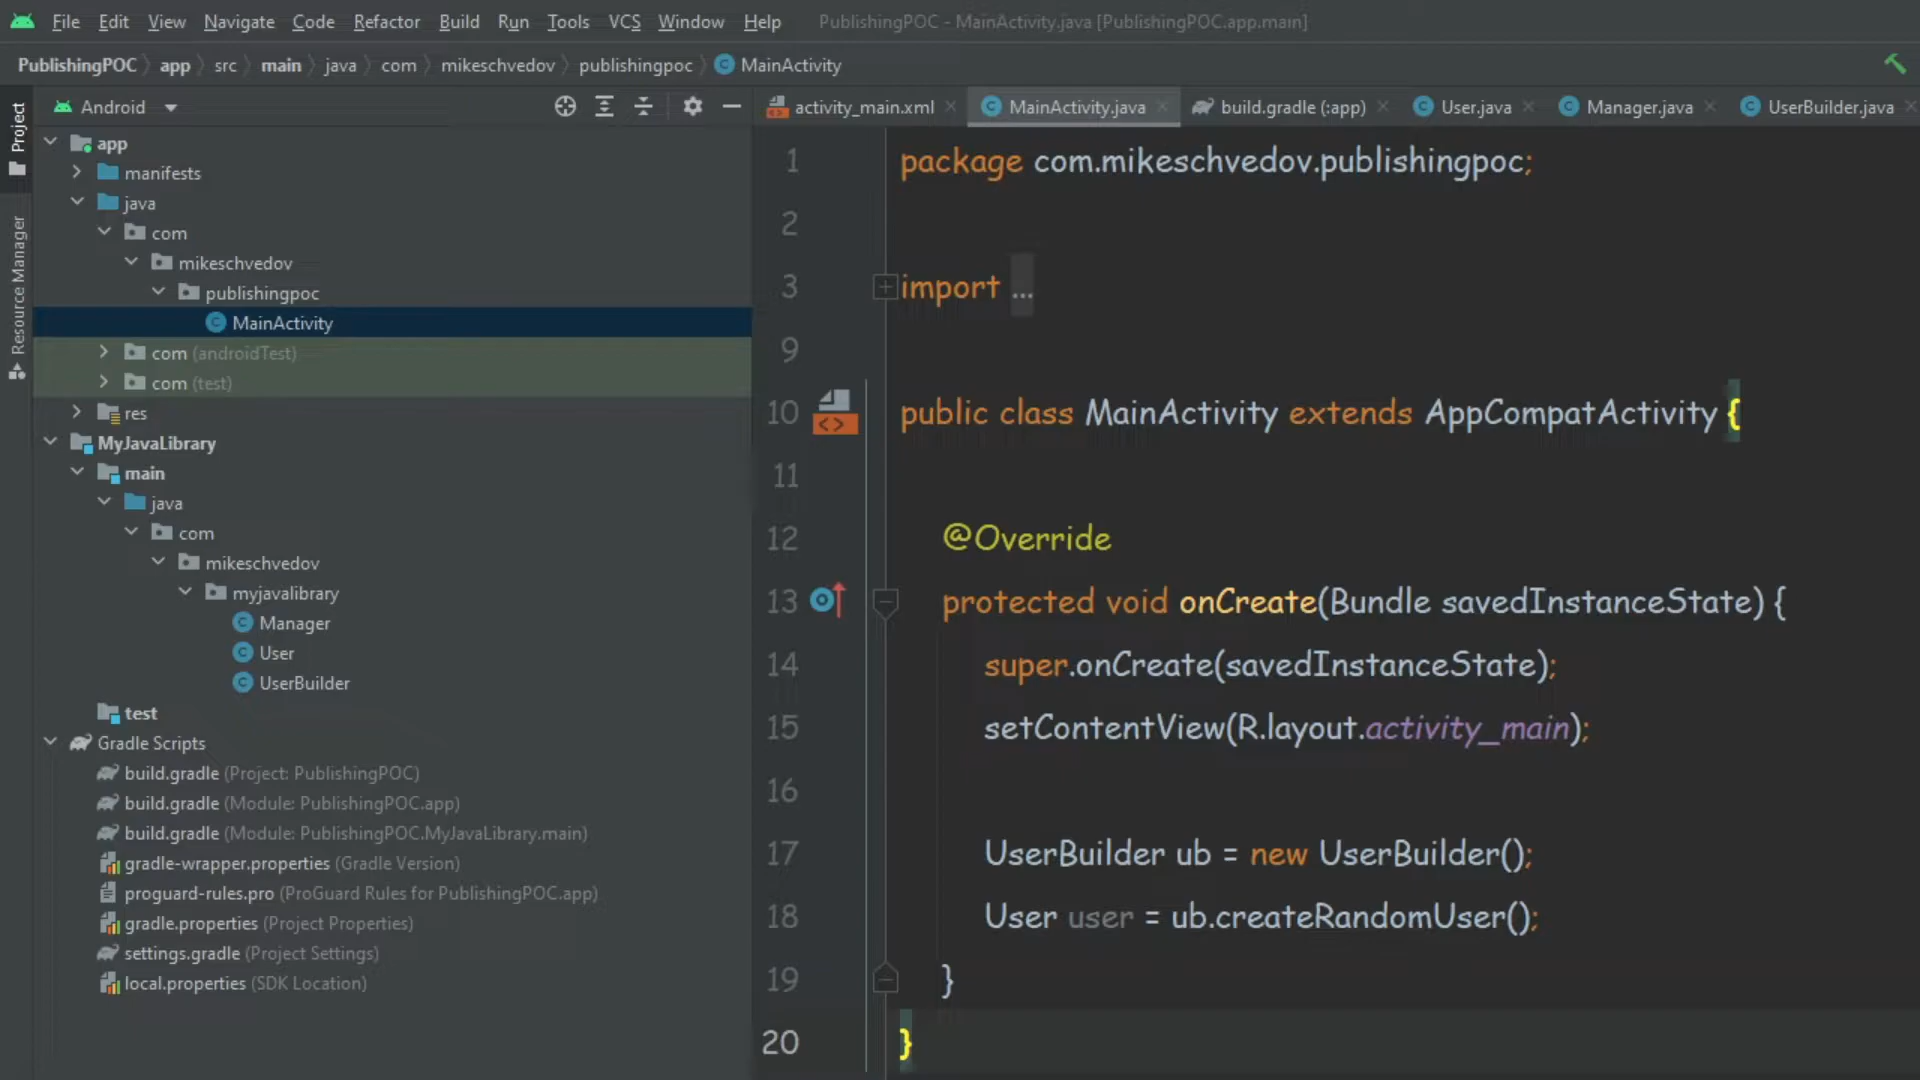 File Edit View Navigate Code Refactor Build Run Tools VCS Window Help PublishingPOC - MainActivity.java [PublishingPOC.app.main]
PublishingPOC app src main java com mikeschvedov publishingpoc MainActivity
Project
Resource Manager
Android
app
manifests
java
com
mikeschvedov
publishingpoc
MainActivity
com (androidTest)
com (test)
res
MyJavaLibrary
main
java
com
mikeschvedov
myjavalibrary
Manager
User
UserBuilder
test
Gradle Scripts
build.gradle (Project: PublishingPOC)
build.gradle (Module: PublishingPOC.app)
build.gradle (Module: PublishingPOC.MyJavaLibrary.main)
gradle-wrapper.properties (Gradle Version)
proguard-rules.pro (ProGuard Rules for PublishingPOC.app)
gradle.properties (Project Properties)
settings.gradle (Project Settings)
local.properties (SDK Location)
activity_main.xml MainActivity.java build.gradle (:app) User.java Manager.java UserBuilder.java
1 package com.mikeschvedov.publishingpoc;
2
3 import ...
9
10 public class MainActivity extends AppCompatActivity {
11
12 @Override
13 protected void onCreate(Bundle savedInstanceState) {
14 super.onCreate(savedInstanceState);
15 setContentView(R.layout.activity_main);
16
17 UserBuilder ub = new UserBuilder();
18 User user = ub.createRandomUser();
19 }
20 }